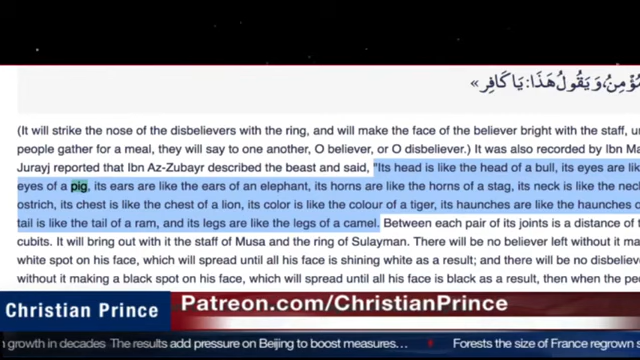 ؤْمِنُ، وَيَقُولُ هَذَا: يَا كَافِر»
(It will strike the nose of the disbelievers with the ring, and will make the face of the believer bright with the staff, un
people gather for a meal, they will say to one another, O believer, or O disbeliever.) It was also recorded by Ibn Ma
Jurayj reported that Ibn Az-Zubayr described the beast and said, "Its head is like the head of a bull, its eyes are lik
eyes of a pig, its ears are like the ears of an elephant, its horns are like the horns of a stag, its neck is like the neck
ostrich, its chest is like the chest of a lion, its color is like the colour of a tiger, its haunches are like the haunches o
tail is like the tail of a ram, and its legs are like the legs of a camel. Between each pair of its joints is a distance of t
cubits. It will bring out with it the staff of Musa and the ring of Sulayman. There will be no believer left without it ma
white spot on his face, which will spread until all his face is shining white as a result; and there will be no disbelie
without it making a black spot on his face, which will spread until all his face is black as a result, then when the peo
Christian Prince
Patreon.com/ChristianPrince
n growth in decades The results add pressure on Beijing to boost measures…
Forests the size of France regrown s